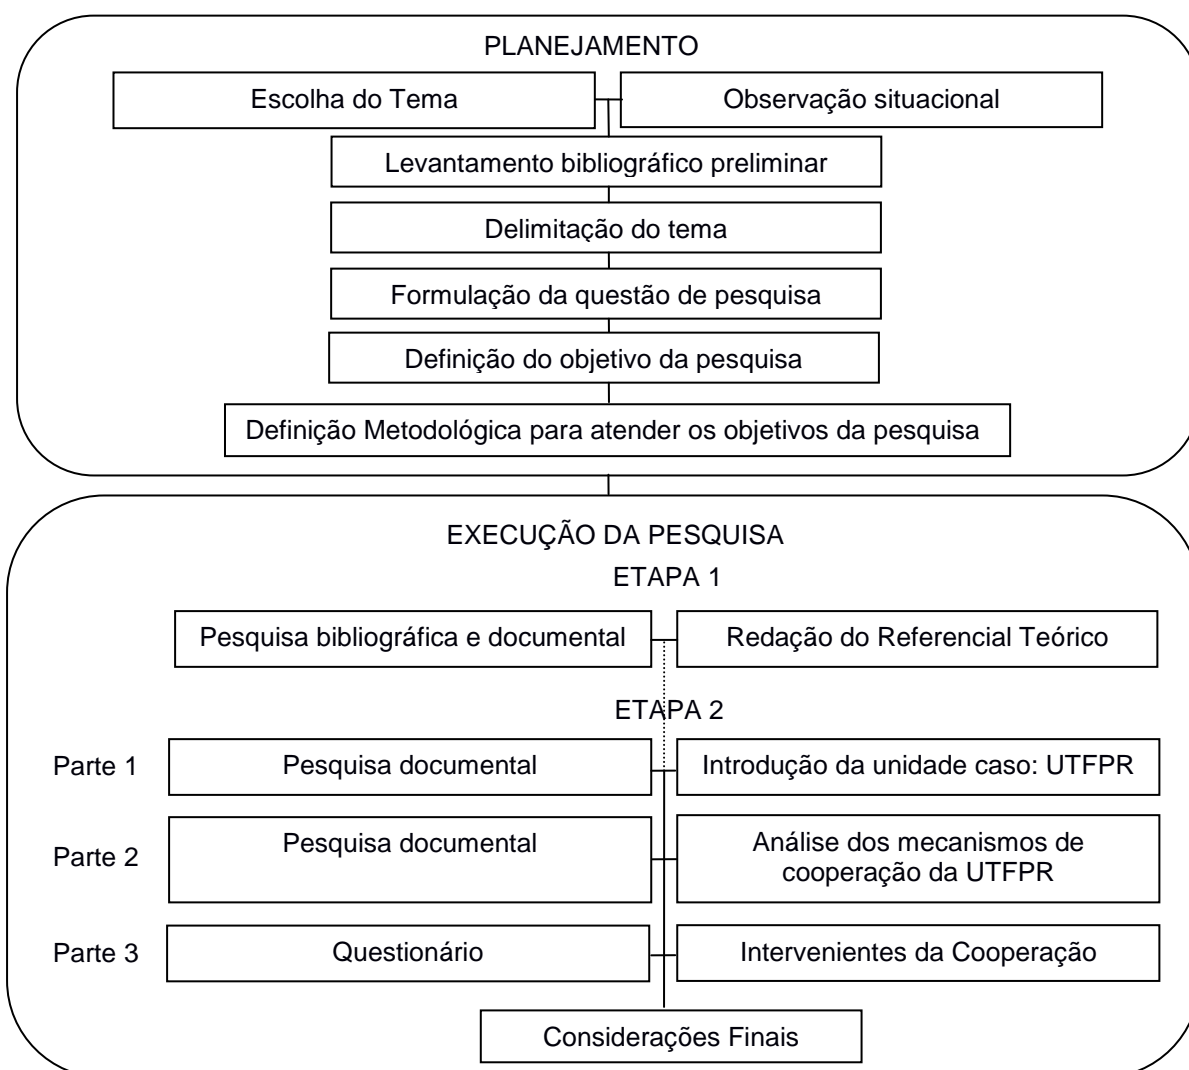 PLANEJAMENTO
Escolha do Tema
Observação situacional
Levantamento bibliográfico preliminar
Delimitação do tema
Formulação da questão de pesquisa
Definição do objetivo da pesquisa
Definição Metodológica para atender os objetivos da pesquisa
EXECUÇÃO DA PESQUISA
ETAPA 1
Pesquisa bibliográfica e documental
Redação do Referencial Teórico
ETAPA 2
Parte 1
Pesquisa documental
Introdução da unidade caso: UTFPR
Parte 2
Pesquisa documental
Análise dos mecanismos de
cooperação da UTFPR
Parte 3
Questionário
Intervenientes da Cooperação
Considerações Finais